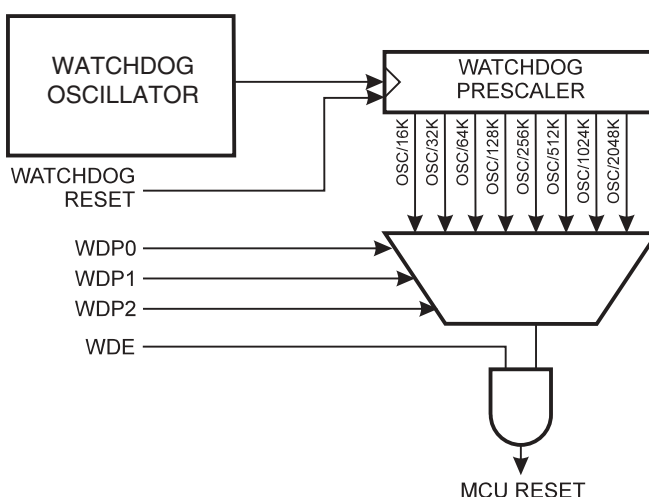 WATCHDOG
OSCILLATOR
WATCHDOG
PRESCALER
OSC/16K
OSC/32K
OSC/64K
OSC/128K
OSC/256K
OSC/512K
OSC/1024K
OSC/2048K
WATCHDOG
RESET
WDP0
WDP1
WDP2
WDE
MCU RESET